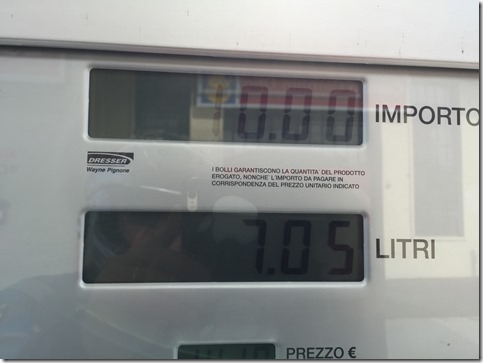 10.00 IMPORTO
DRESSER
Wayne Pignone
I BOLLI GARANTISCONO LA QUANTITA' DEL PRODOTTO
EROGATO, NONCHE' L'IMPORTO DA PAGARE IN
CORRISPONDENZA DEL PREZZO UNITARIO INDICATO
7.05 LITRI
PREZZO €